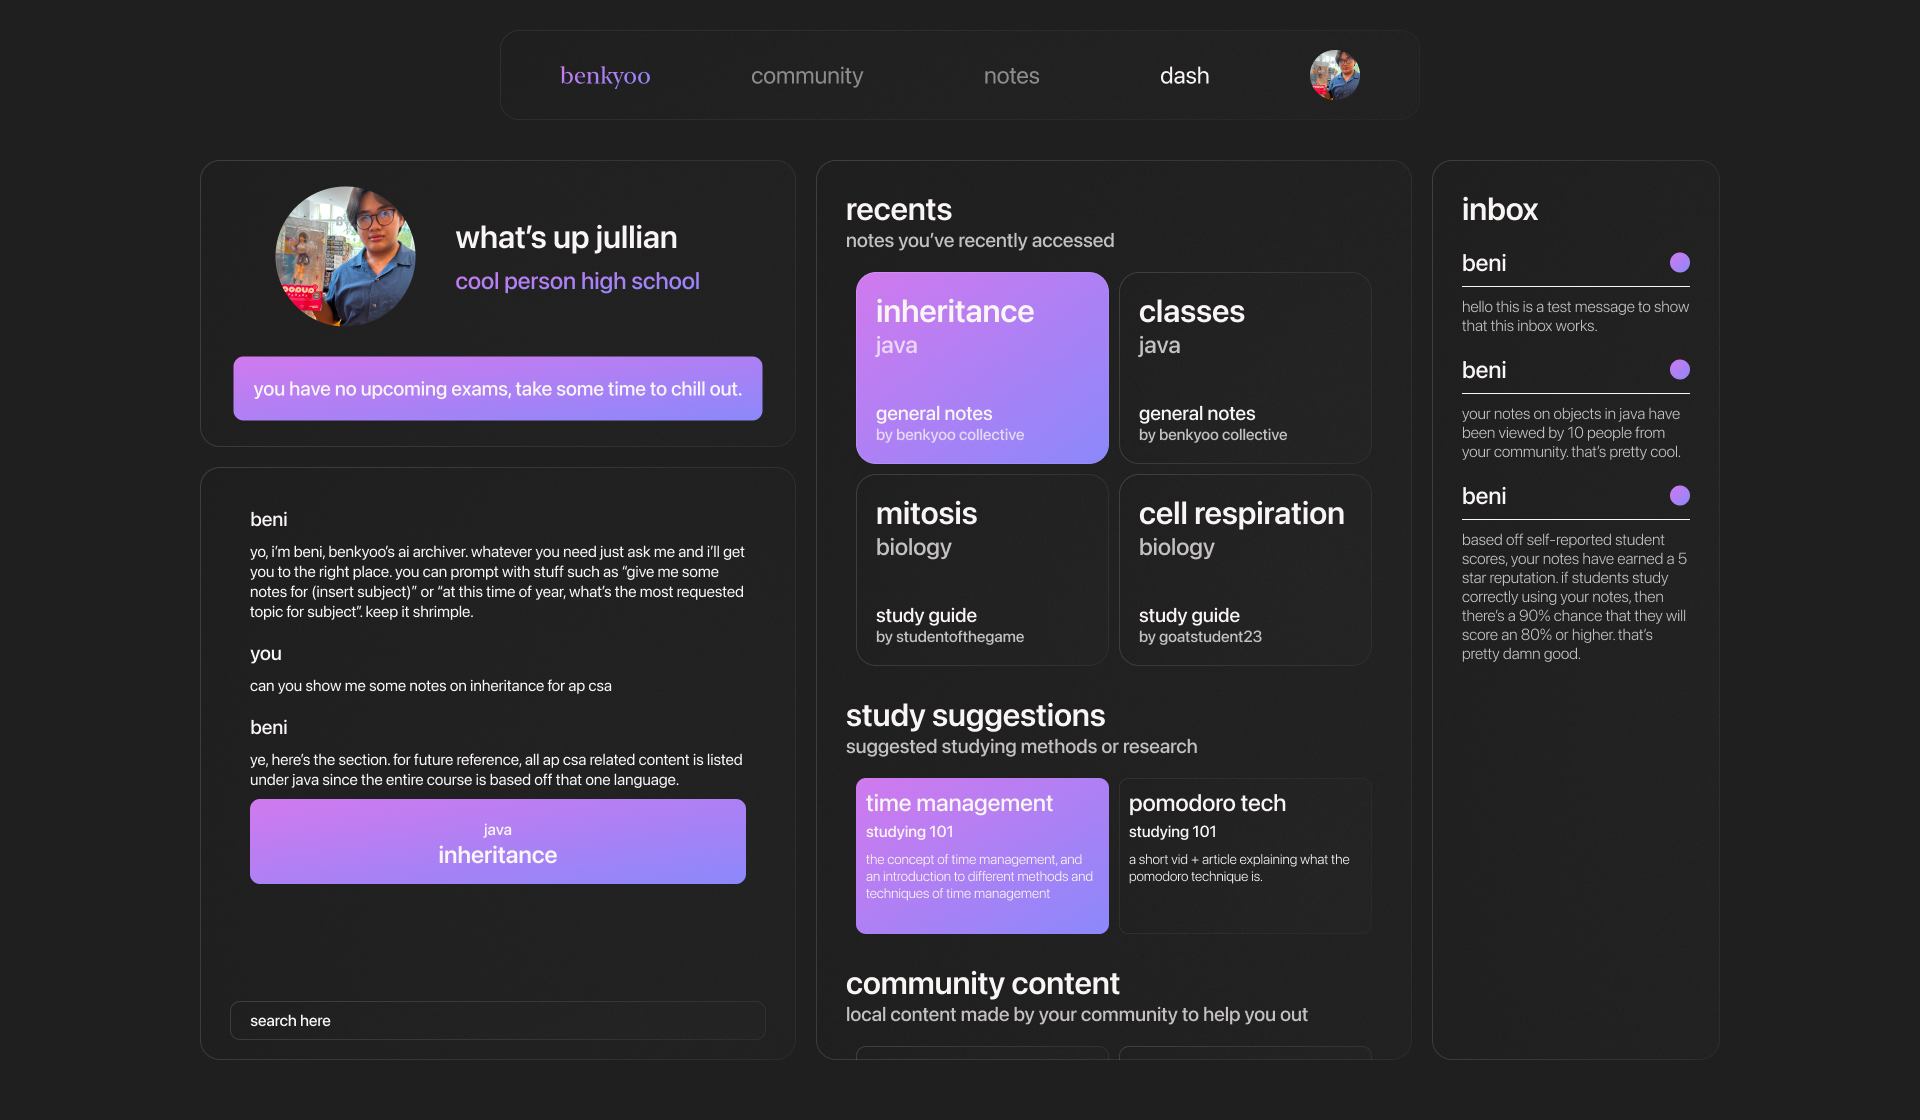 benkyoo
community
notes
dash
what's up jullian
cool person high school
you have no upcoming exams, take some time to chill out.
beni
yo, i'm beni, benkyoo's ai archiver. whatever you need just ask me and i'll get
you to the right place. you can prompt with stuff such as “give me some
notes for (insert subject)” or “at this time of year, what's the most requested
topic for subject”. keep it shrimple.
you
can you show me some notes on inheritance for ap csa
beni
ye, here's the section. for future reference, all ap csa related content is listed
under java since the entire course is based off that one language.
java
inheritance
search here
recents
notes you've recently accessed
inheritance
java
general notes
by benkyoo collective
classes
java
general notes
by benkyoo collective
mitosis
biology
study guide
by studentofthegame
cell respiration
biology
study guide
by goatstudent23
study suggestions
suggested studying methods or research
time management
studying 101
the concept of time management, and
an introduction to different methods and
techniques of time management
pomodoro tech
studying 101
a short vid + article explaining what the
pomodoro technique is.
community content
local content made by your community to help you out
inbox
beni
hello this is a test message to show
that this inbox works.
beni
your notes on objects in java have
been viewed by 10 people from
your community. that's pretty cool.
beni
based off self-reported student
scores, your notes have earned a 5
star reputation. if students study
correctly using your notes, then
there's a 90% chance that they will
score an 80% or higher. that's
pretty damn good.